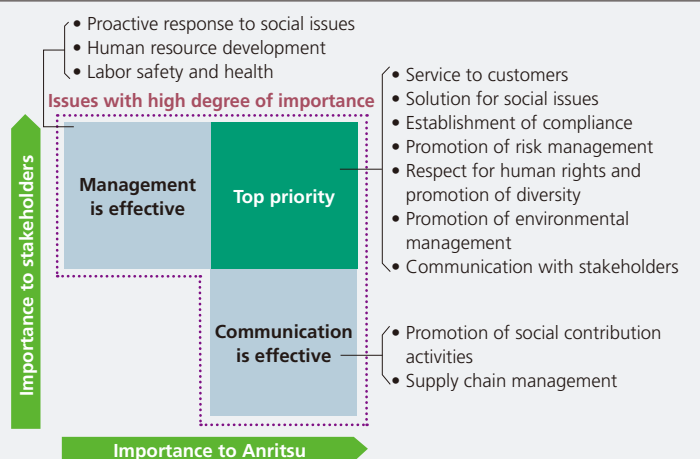 • Proactive response to social issues
• Human resource development
• Labor safety and health
Issues with high degree of importance
• Service to customers
• Solution for social issues
• Establishment of compliance
• Promotion of risk management
• Respect for human rights and
promotion of diversity
• Promotion of environmental
management
• Communication with stakeholders
Management
is effective
Top priority
Communication
is effective
• Promotion of social contribution
activities
• Supply chain management
Importance to stakeholders
Importance to Anritsu